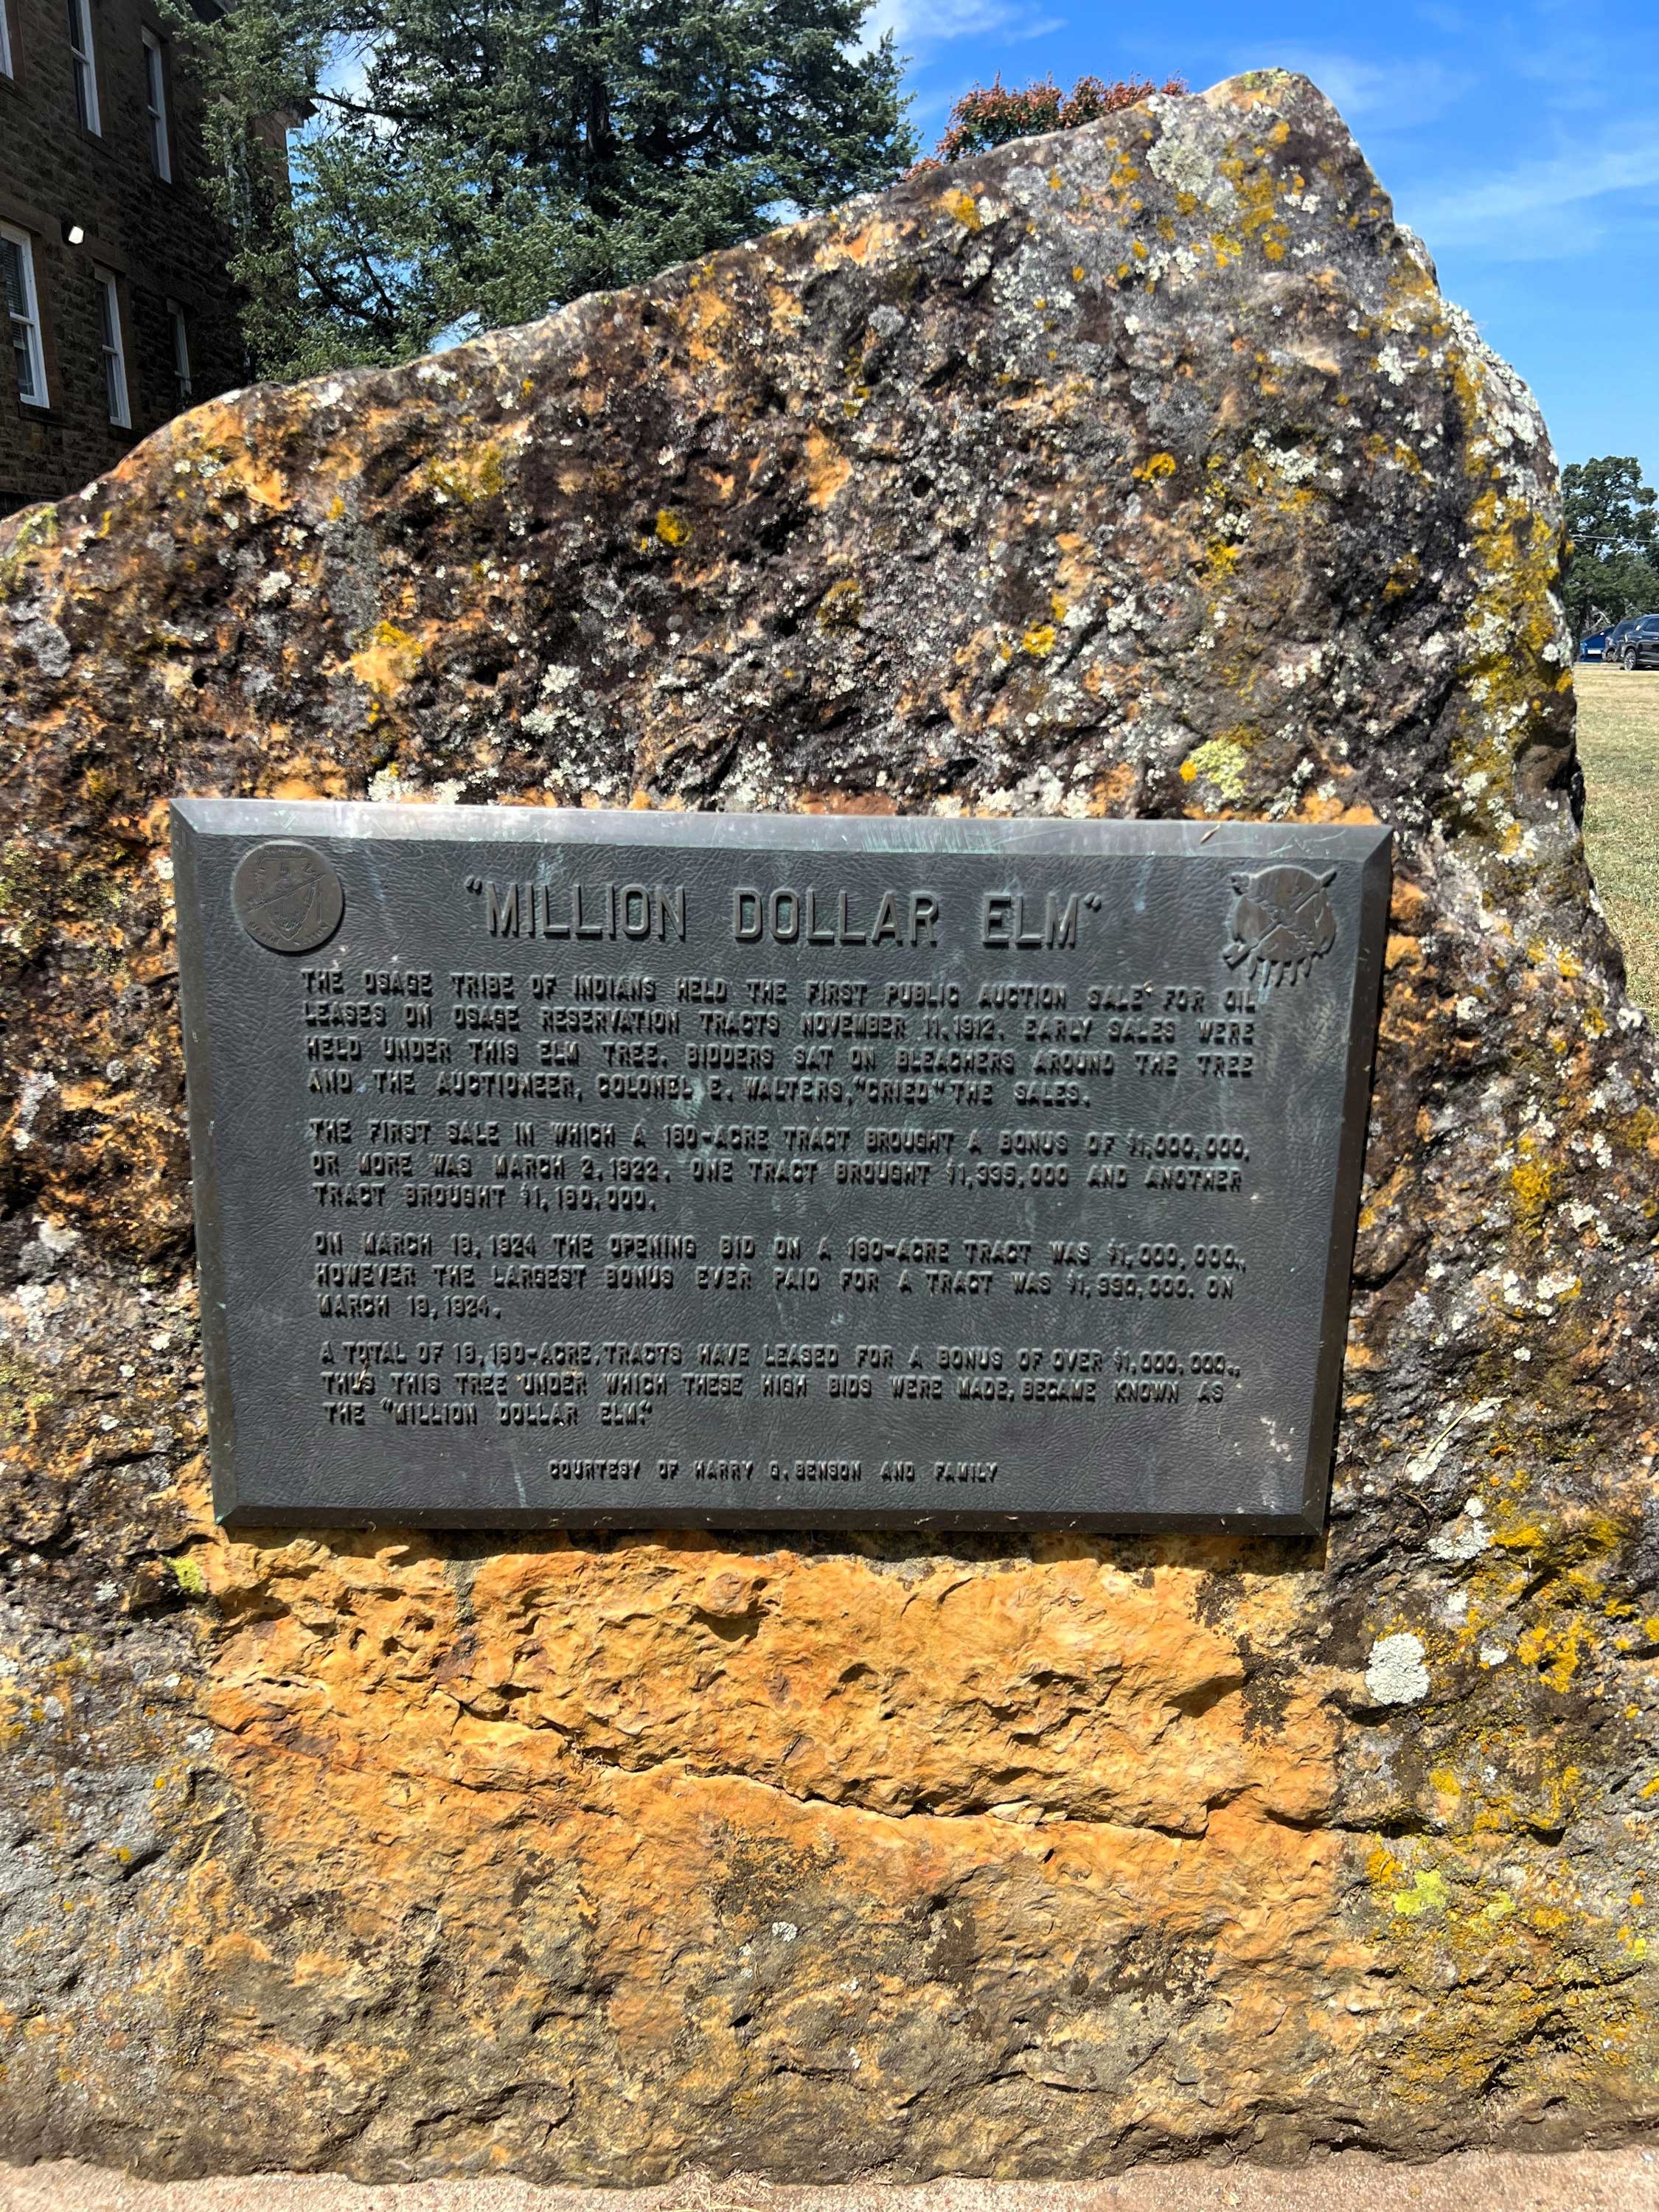 "MILLION DOLLAR ELM"
THE OSAGE TRIBE OF INDIANS HELD THE FIRST PUBLIC AUCTION SALE FOR OIL
LEASES ON OSAGE RESERVATION TRACTS NOVEMBER 11, 1912. EARLY SALES WERE
HELD UNDER THIS ELM TREE. BIDDERS SAT ON BLEACHERS AROUND THE TREE
AND THE AUCTIONEER, COLONEL E. WALTERS, "CRIED" THE SALES.
THE FIRST SALE IN WHICH A 160-ACRE TRACT BROUGHT A BONUS OF $1,000,000.
OR MORE WAS MARCH 2, 1922. ONE TRACT BROUGHT $1,335,000 AND ANOTHER
TRACT BROUGHT $1,160,000.
ON MARCH 18, 1924 THE OPENING BID ON A 160-ACRE TRACT WAS $1,000,000.,
HOWEVER THE LARGEST BONUS EVER PAID FOR A TRACT WAS $1,990,000. ON
MARCH 19, 1924.
A TOTAL OF 18, 160-ACRE, TRACTS HAVE LEASED FOR A BONUS OF OVER $1,000,000.,
THUS THIS TREE UNDER WHICH THESE HIGH BIDS WERE MADE, BECAME KNOWN AS
THE "MILLION DOLLAR ELM."
COURTESY OF HARRY G. BENSON AND FAMILY